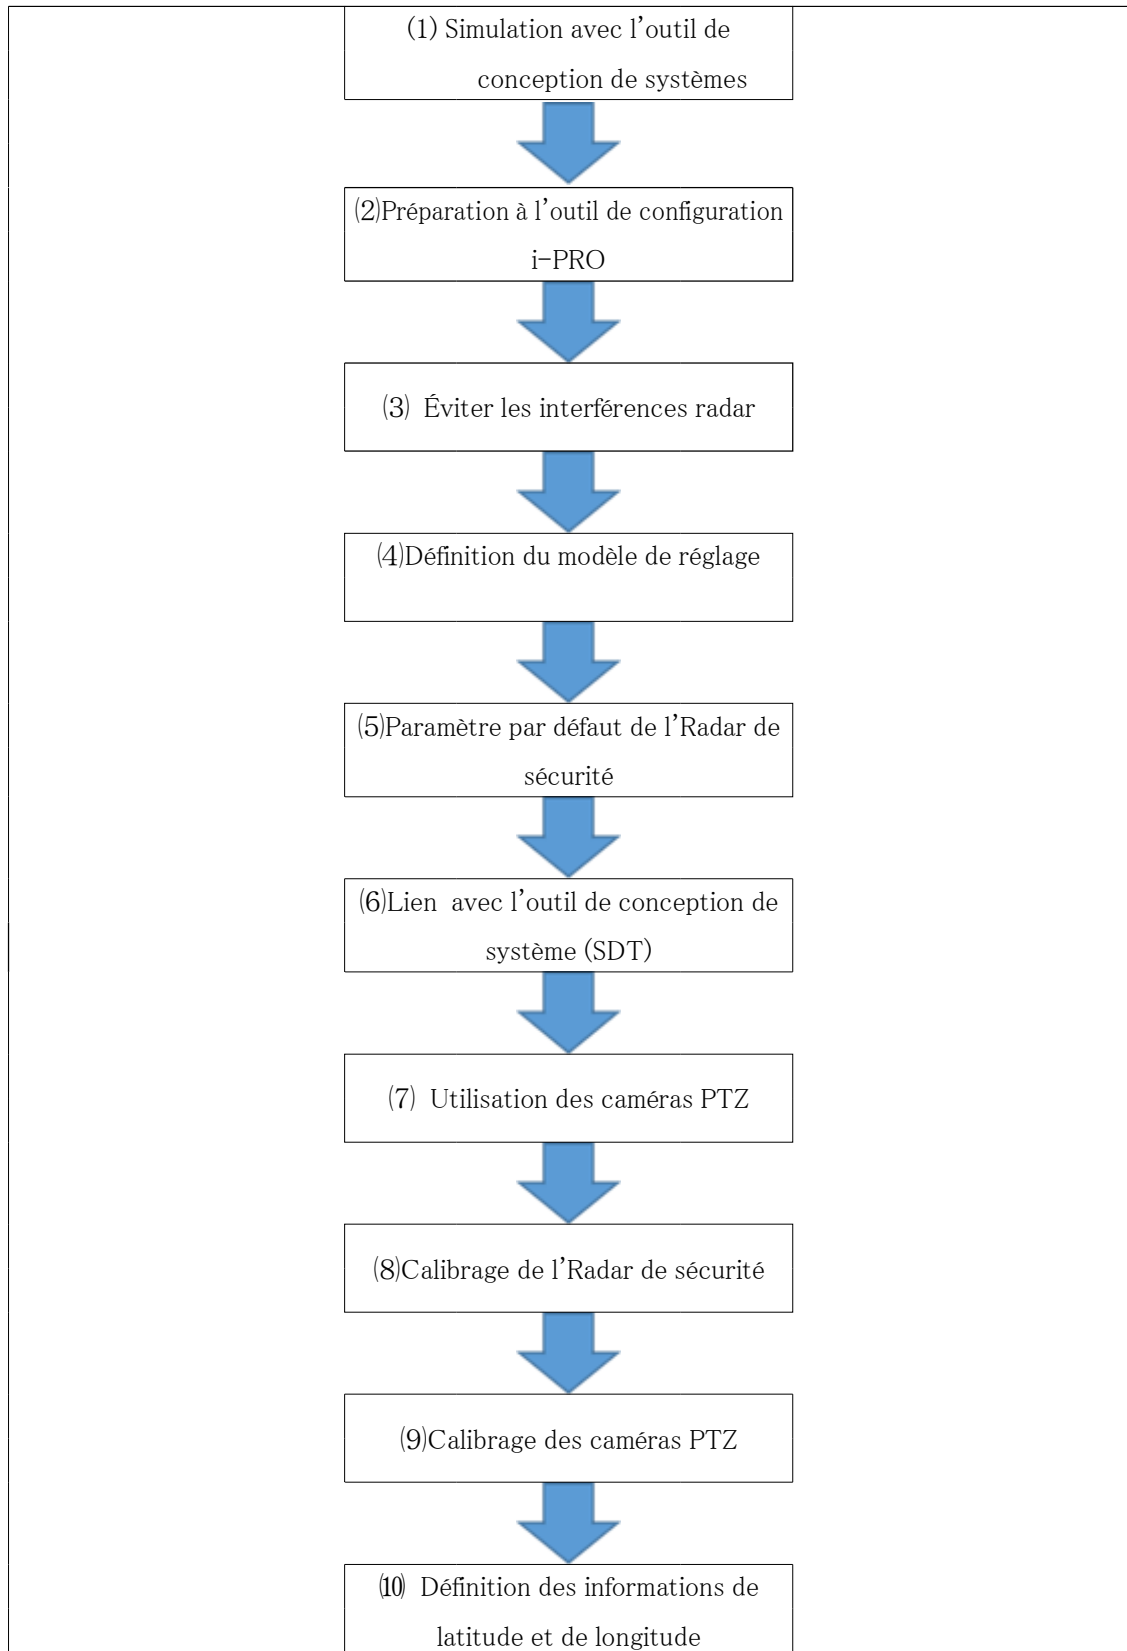 (1) Simulation avec l’outil de
conception de systèmes
(2)Préparation à l’outil de configuration
i-PRO
(3) Éviter les interférences radar
(4)Définition du modèle de réglage
(5)Paramètre par défaut de l’Radar de
sécurité
(6)Lien avec l’outil de conception de
système (SDT)
(7) Utilisation des caméras PTZ
(8)Calibrage de l’Radar de sécurité
(9)Calibrage des caméras PTZ
(10) Définition des informations de
latitude et de longitude